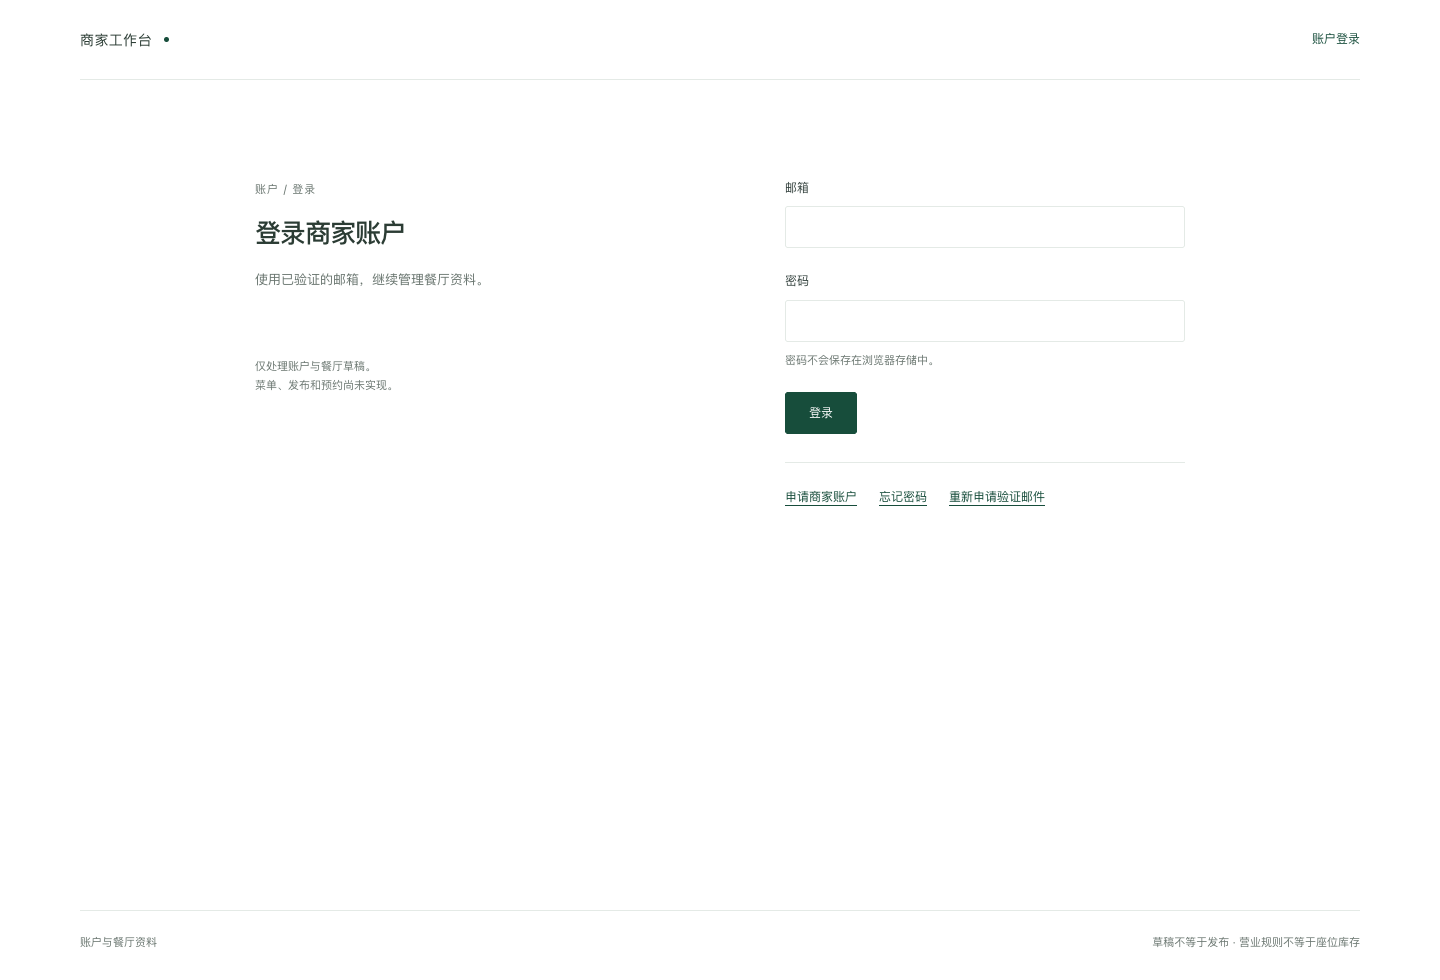 商家工作台
账户登录
账户 / 登录
登录商家账户
使用已验证的邮箱，继续管理餐厅资料。
仅处理账户与餐厅草稿。
菜单、发布和预约尚未实现。
邮箱
密码
密码不会保存在浏览器存储中。
登录
申请商家账户 忘记密码 重新申请验证邮件
账户与餐厅资料
草稿不等于发布 · 营业规则不等于座位库存